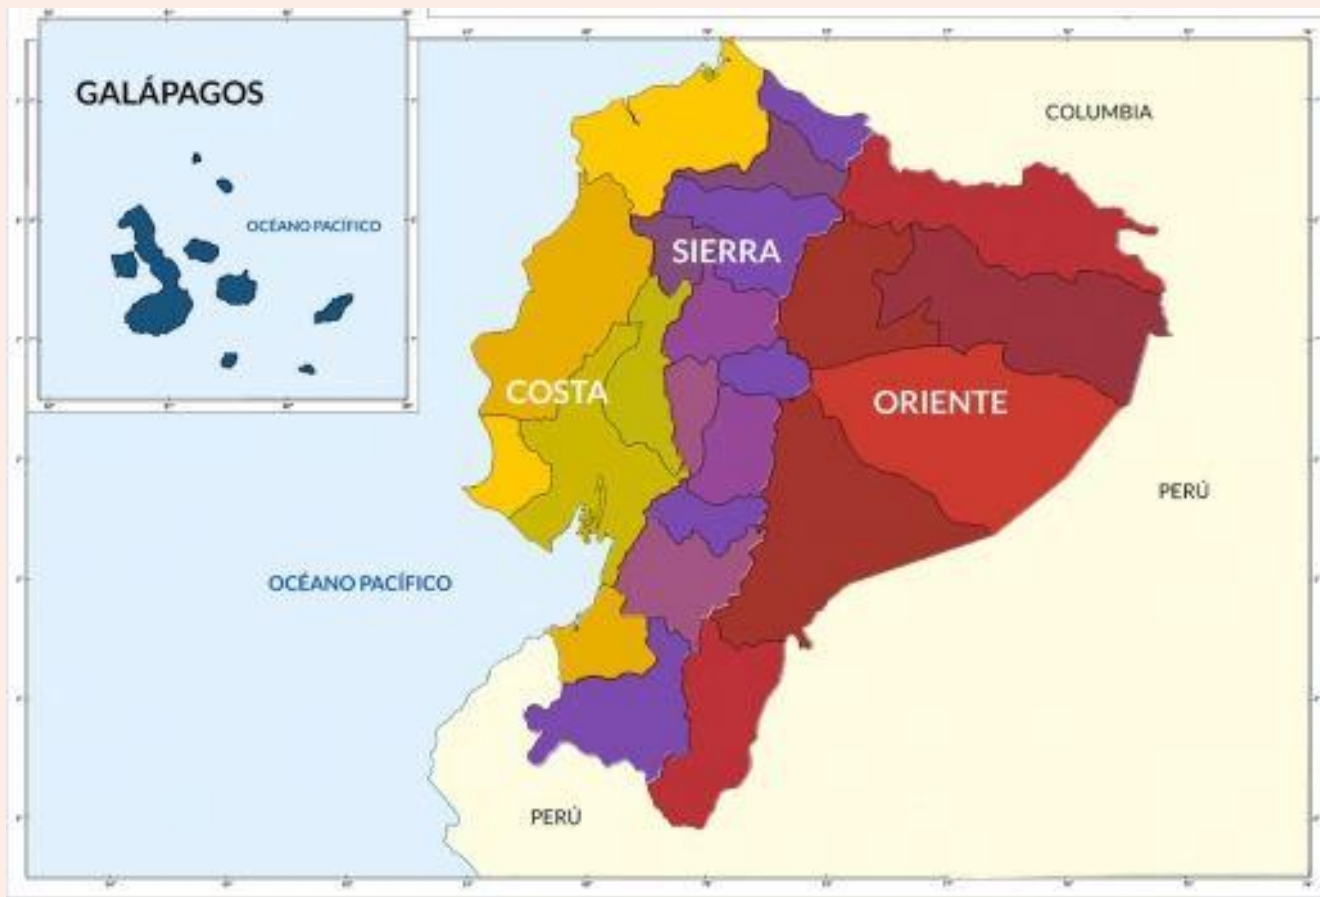 GALÁPAGOS
OCÉANO PACÍFICO
COLUMBIA
SIERRA
COSTA
ORIENTE
PERÚ
OCÉANO PACÍFICO
PERÚ